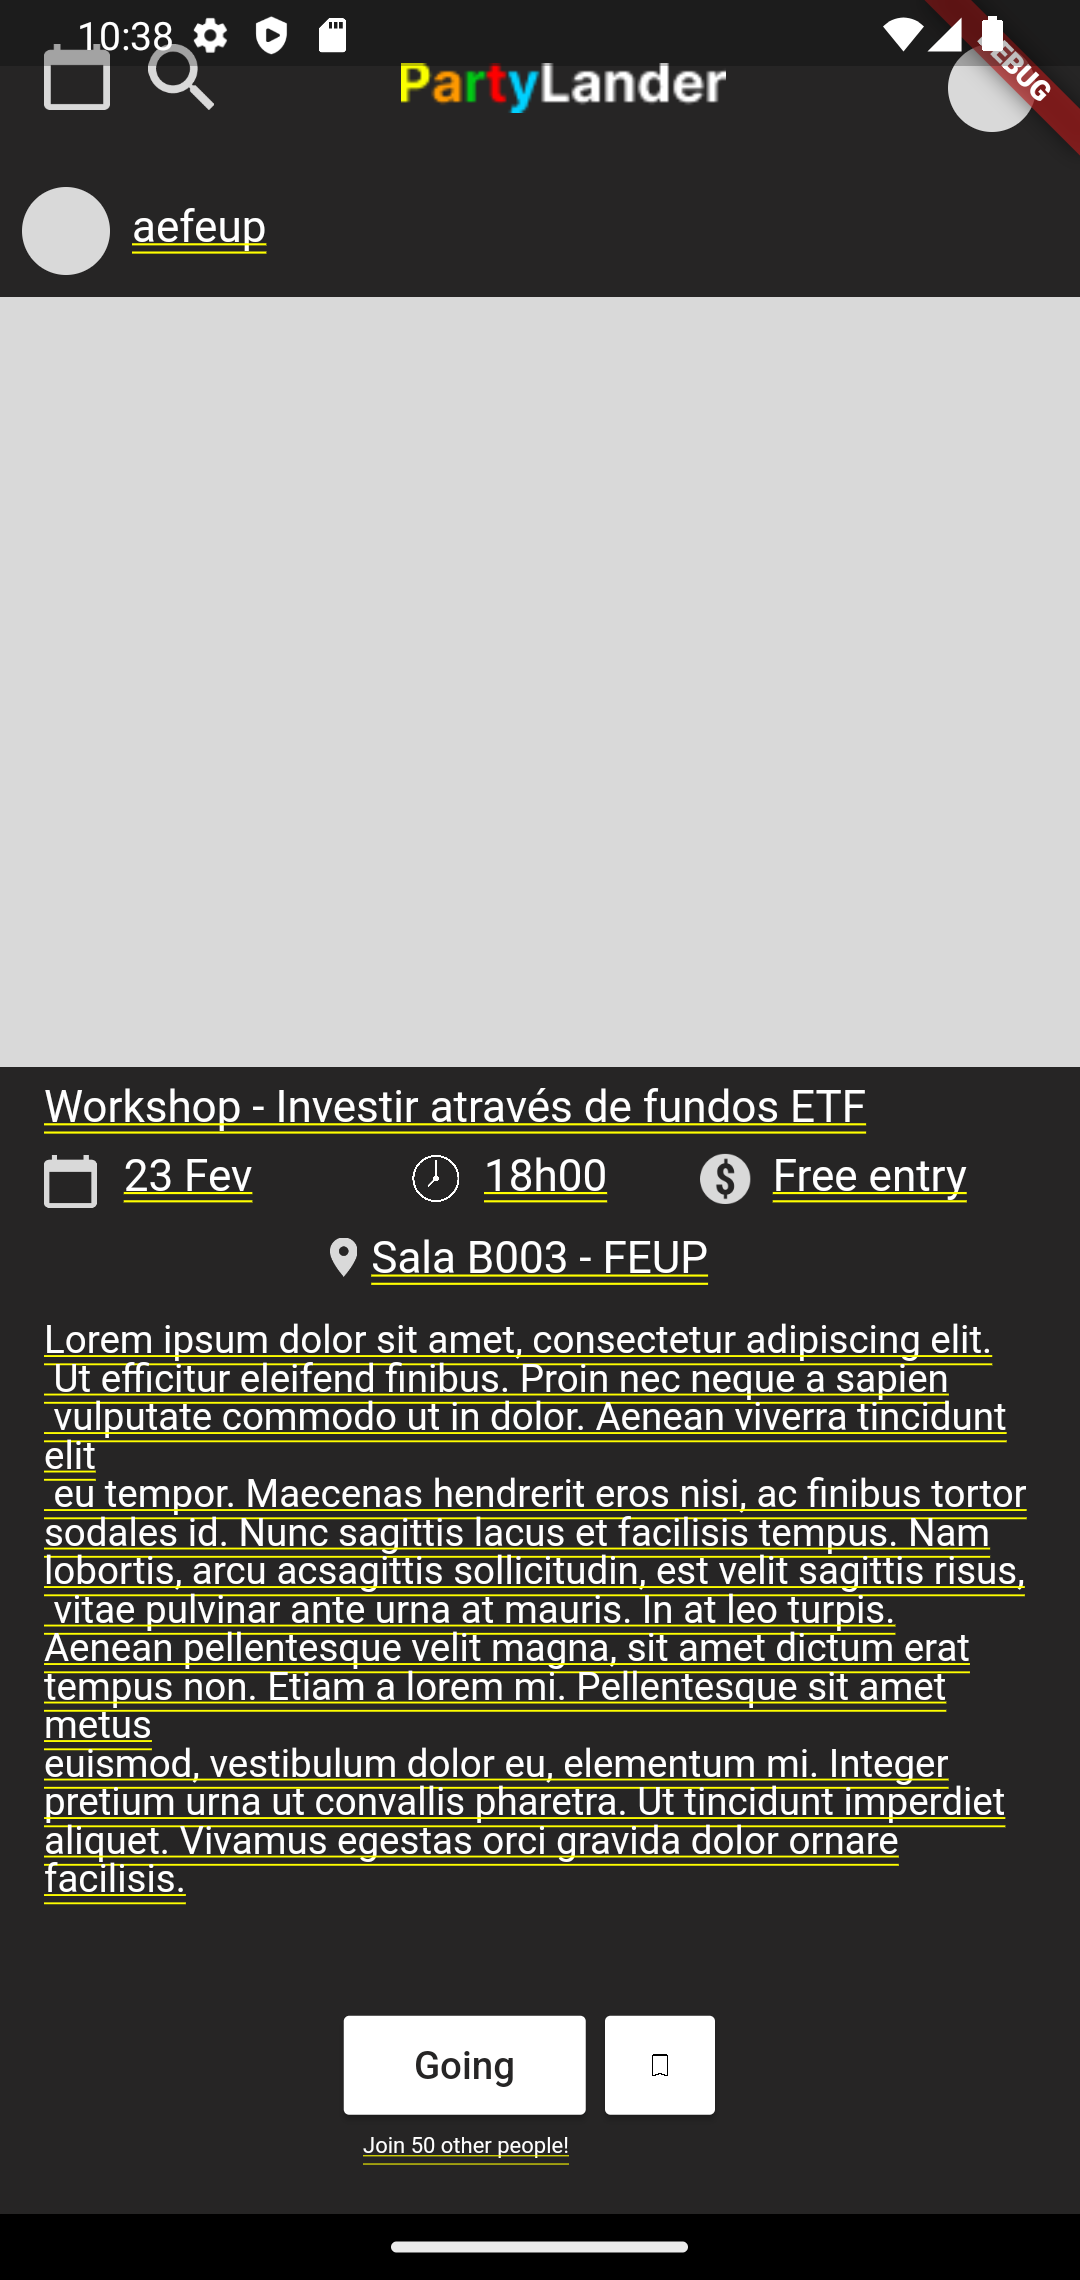 10:38
DEBUG
PartyLander
aefeup
Workshop - Investir através de fundos ETF
23 Fev
18h00
Free entry
Sala B003 - FEUP
Lorem ipsum dolor sit amet, consectetur adipiscing elit.
Ut efficitur eleifend finibus. Proin nec neque a sapien
vulputate commodo ut in dolor. Aenean viverra tincidunt
elit
eu tempor. Maecenas hendrerit eros nisi, ac finibus tortor
sodales id. Nunc sagittis lacus et facilisis tempus. Nam
lobortis, arcu acsagittis sollicitudin, est velit sagittis risus,
vitae pulvinar ante urna at mauris. In at leo turpis.
Aenean pellentesque velit magna, sit amet dictum erat
tempus non. Etiam a lorem mi. Pellentesque sit amet
metus
euismod, vestibulum dolor eu, elementum mi. Integer
pretium urna ut convallis pharetra. Ut tincidunt imperdiet
aliquet. Vivamus egestas orci gravida dolor ornare
facilisis.
Going
Join 50 other people!